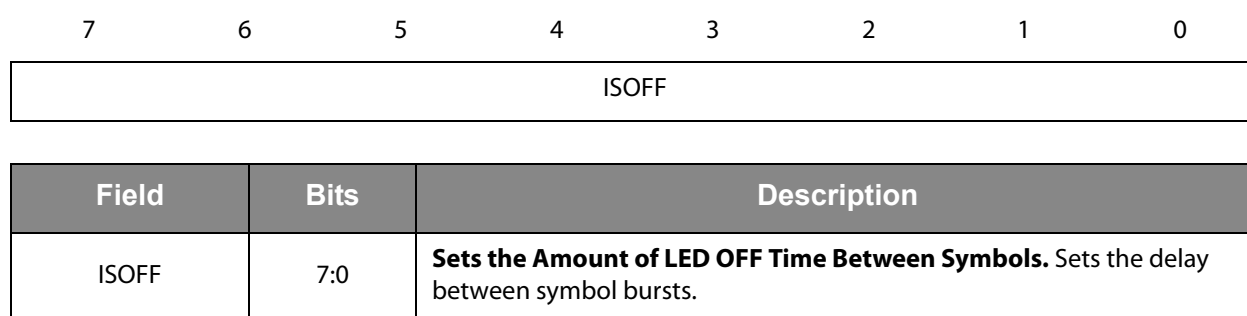 7 6 5 4 3 2 1 0
ISOFF
Field Bits Description
ISOFF 7:0 Sets the Amount of LED OFF Time Between Symbols. Sets the delay
between symbol bursts.